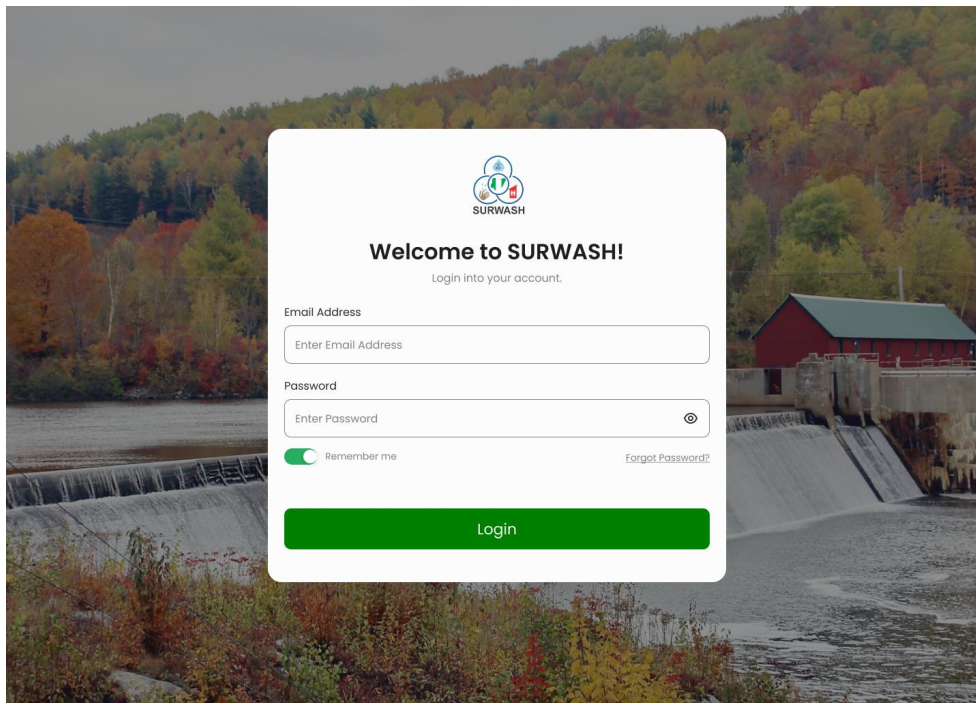 SURWASH
Welcome to SURWASH!
Login into your account.
Email Address
Enter Email Address
Password
Enter Password
Remember me
Forgot Password?
Login